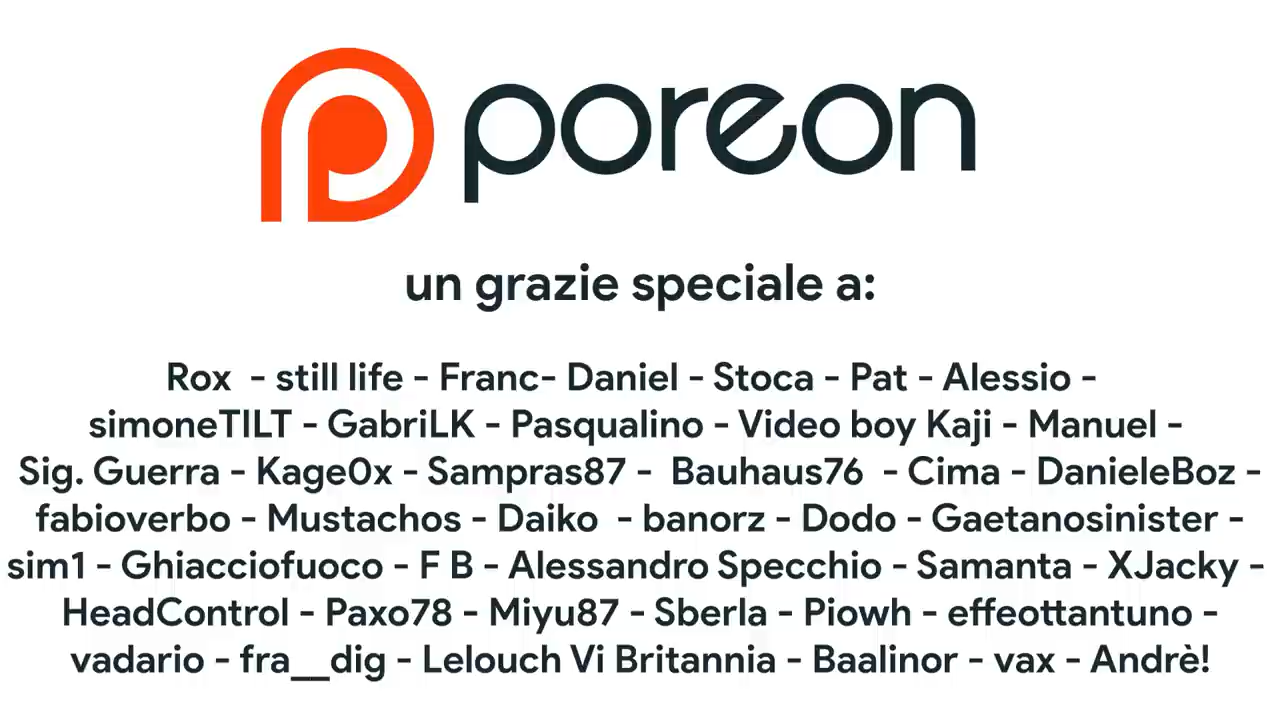 poreon
un grazie speciale a:
Rox - still life - Franc- Daniel - Stoca - Pat - Alessio -
simoneTILT - GabriLK - Pasqualino - Video boy Kaji - Manuel -
Sig. Guerra - Kage0x - Sampras87 - Bauhaus76 - Cima - DanieleBoz -
fabioverbo - Mustachos - Daiko - banorz - Dodo - Gaetanosinister -
sim1 - Ghiacciofuoco - F B - Alessandro Specchio - Samanta - XJacky -
HeadControl - Paxo78 - Miyu87 - Sberla - Piowh - effeottantuno -
vadario - fra__dig - Lelouch Vi Britannia - Baalinor - vax - Andrè!